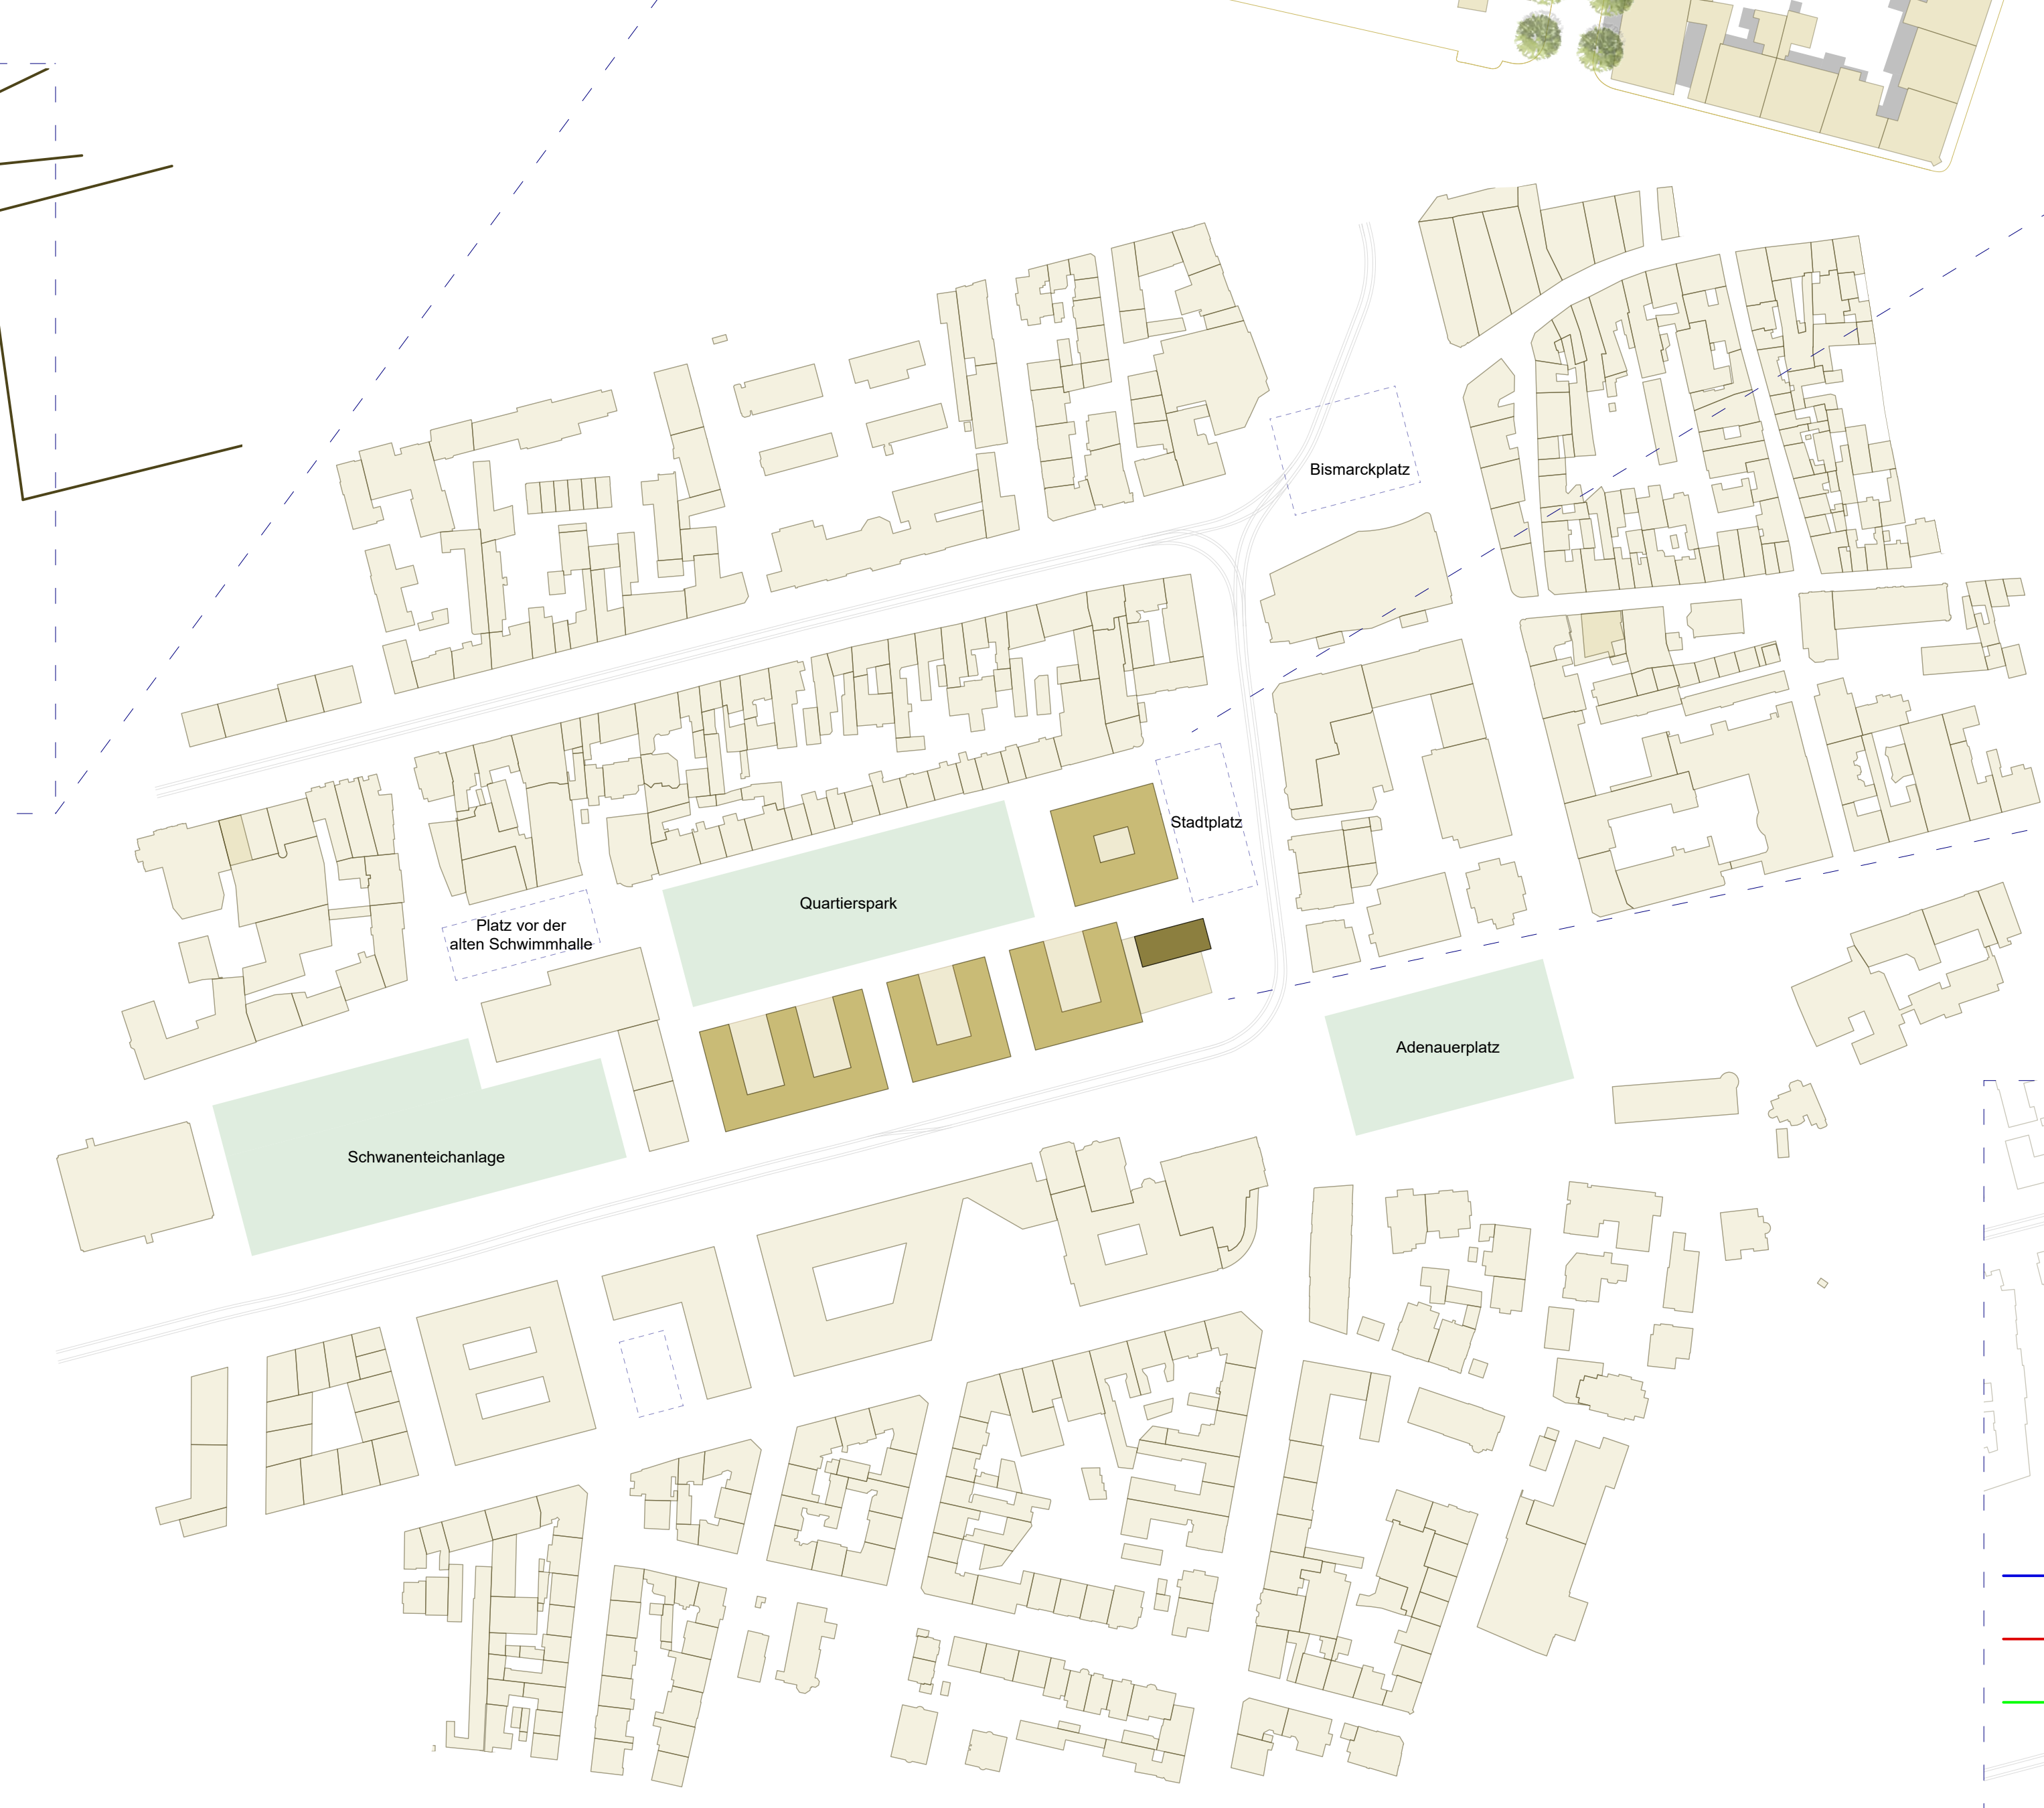 Bismarckplatz
Stadtplatz
Quartierspark
Platz vor der
alten Schwimmhalle
Adenauerplatz
Schwanenteichanlage